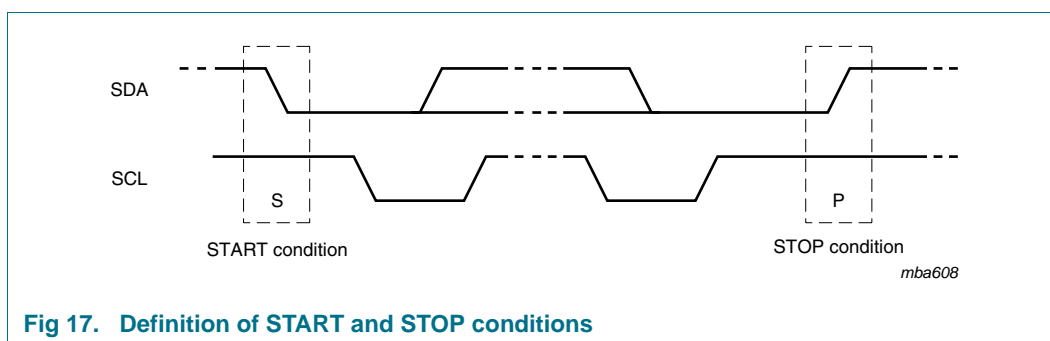 SDA
SCL
S
P
START condition
STOP condition
mba608
Fig 17. Definition of START and STOP conditions